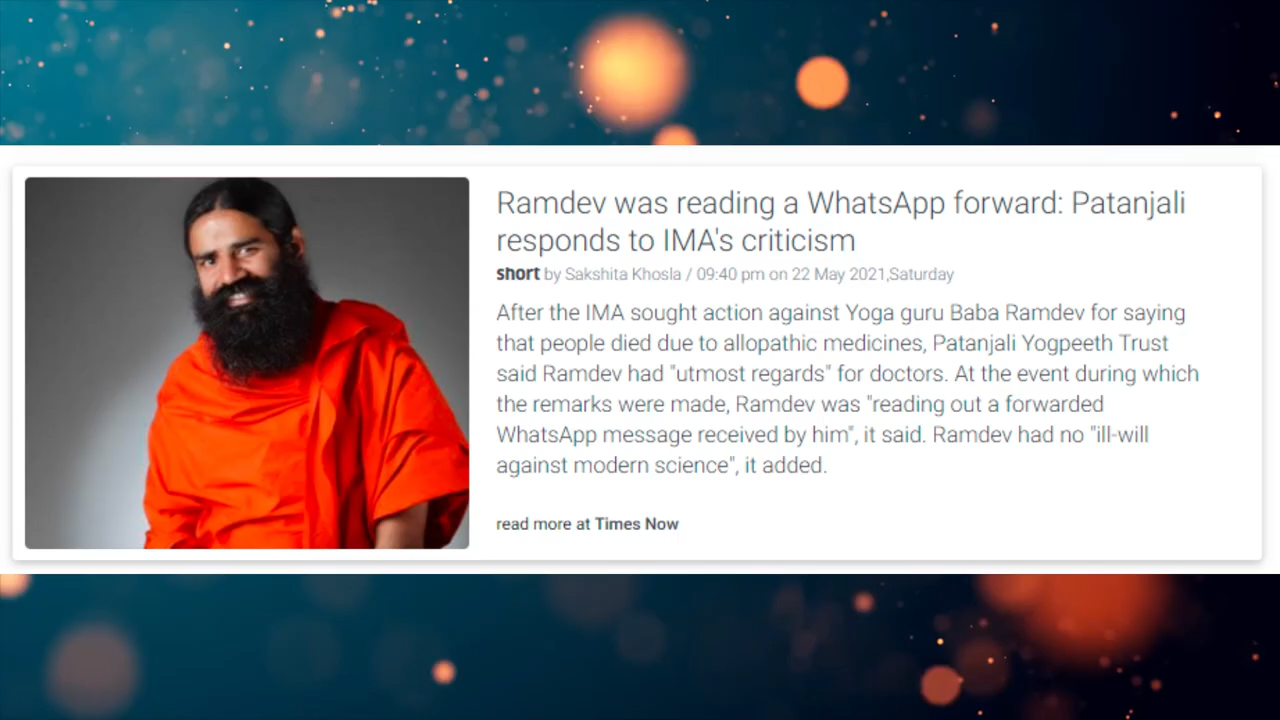 Ramdev was reading a WhatsApp forward: Patanjali
responds to IMA's criticism
short by Sakshita Khosla / 09:40 pm on 22 May 2021,Saturday
After the IMA sought action against Yoga guru Baba Ramdev for saying
that people died due to allopathic medicines, Patanjali Yogpeeth Trust
said Ramdev had "utmost regards" for doctors. At the event during which
the remarks were made, Ramdev was "reading out a forwarded
WhatsApp message received by him", it said. Ramdev had no "ill-will
against modern science", it added.
read more at Times Now